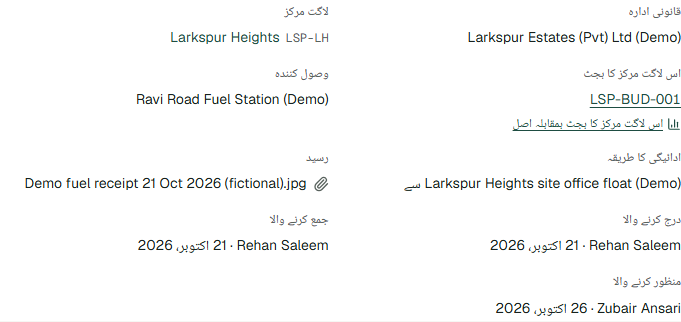 قانونی ادارہ
Larkspur Estates (Pvt) Ltd (Demo)
لاگت مرکز
Larkspur Heights LSP-LH
اس لاگت مرکز کا بجٹ
LSP-BUD-001
اس لاگت مرکز کا بجٹ بمقابلہ اصل
وصول کنندہ
Ravi Road Fuel Station (Demo)
ادائیگی کا طریقہ
Larkspur Heights site office float (Demo) سے
رسید
Demo fuel receipt 21 Oct 2026 (fictional).jpg
درج کرنے والا
Rehan Saleem · 21 اکتوبر، 2026
جمع کرنے والا
Rehan Saleem · 21 اکتوبر، 2026
منظور کرنے والا
Zubair Ansari · 26 اکتوبر، 2026